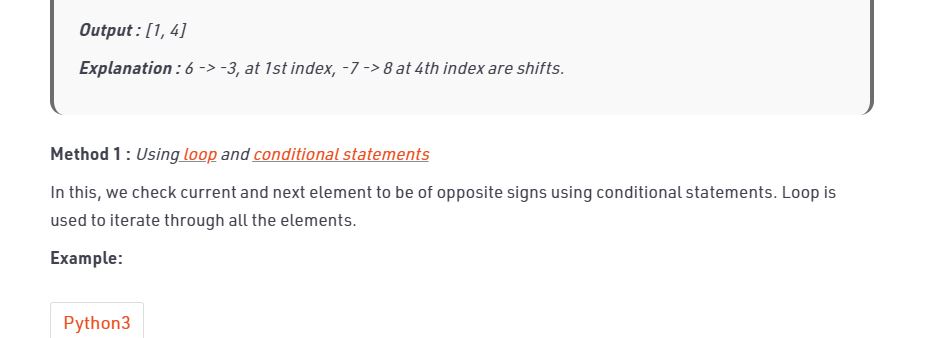 Output : [1, 4]
Explanation : 6 -> -3, at 1st index, -7 -> 8 at 4th index are shifts.
Method 1 : Using loop and conditional statements
In this, we check current and next element to be of opposite signs using conditional statements. Loop is
used to iterate through all the elements.
Example:
Python3